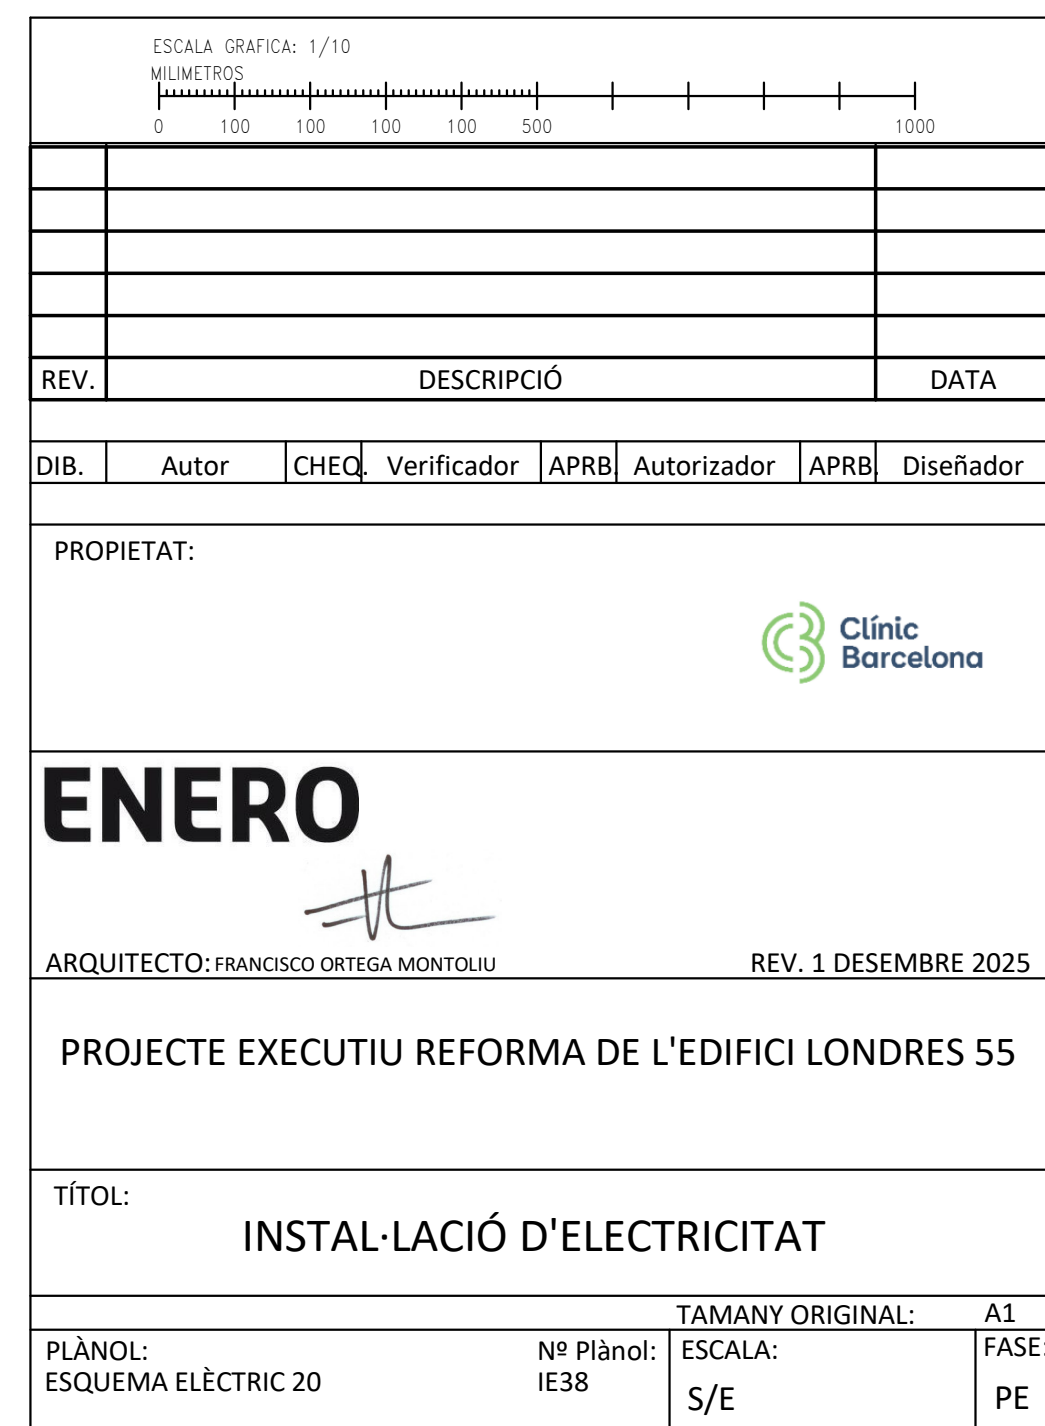 ESCALA GRAFICA: 1/10
MILIMETROS
0 100 100 100 100 500 1000
REV. DESCRIPCIÓ DATA
DIB. Autor CHEQ. Verificador APRB. Autorizador APRB. Diseñador
PROPIETAT:
Clínic
Barcelona
ENERO
ARQUITECTO: FRANCISCO ORTEGA MONTOLIU REV. 1 DESEMBRE 2025
PROJECTE EXECUTIU REFORMA DE L'EDIFICI LONDRES 55
TÍTOL:
INSTAL·LACIÓ D'ELECTRICITAT
TAMANY ORIGINAL: A1
PLÀNOL: Nº Plànol: ESCALA: FASE:
ESQUEMA ELÈCTRIC 20 IE38 S/E PE